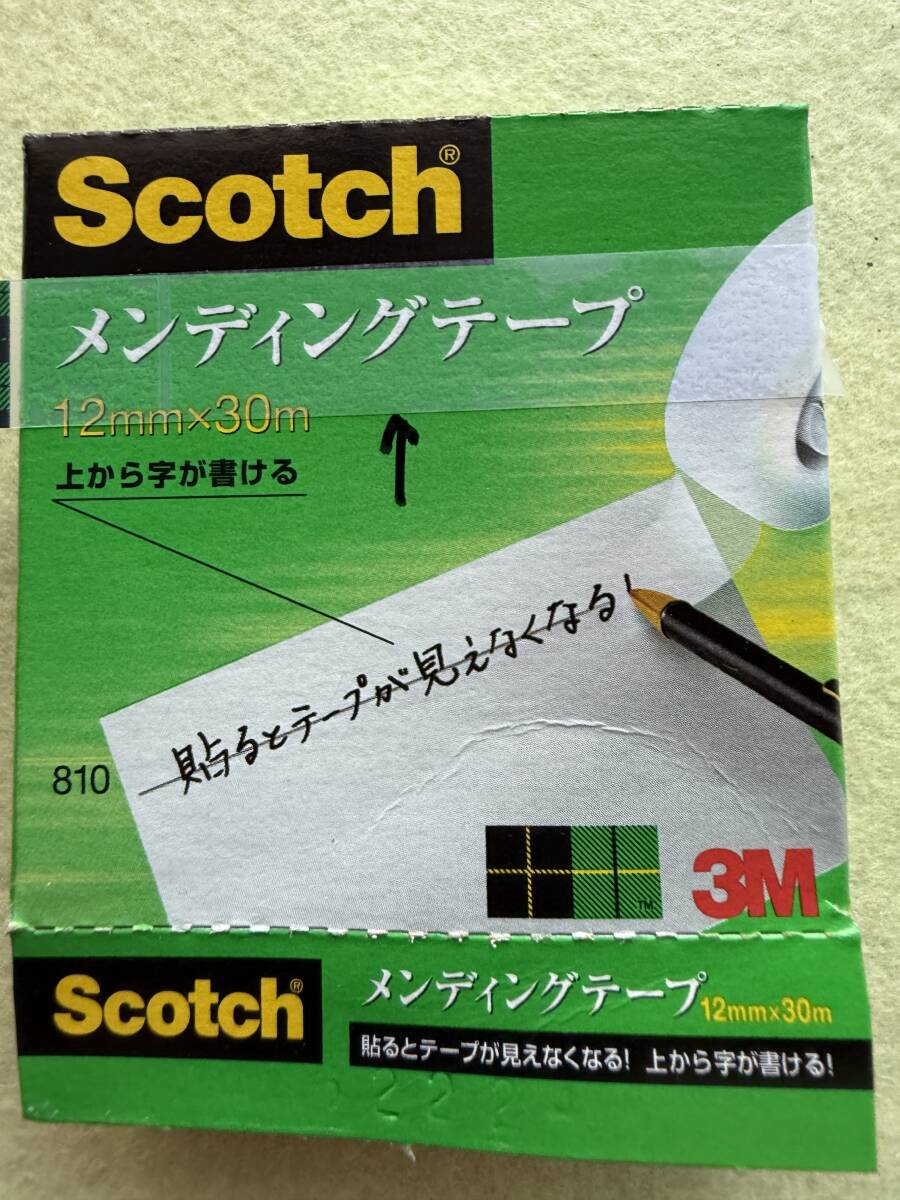 Scotch®
メンディングテープ
12mm×30m
上から字が書ける
貼るとテープが見えなくなる!
810
TM
3M
Scotch®
メンディングテープ 12mm×30m
貼るとテープが見えなくなる! 上から字が書ける!